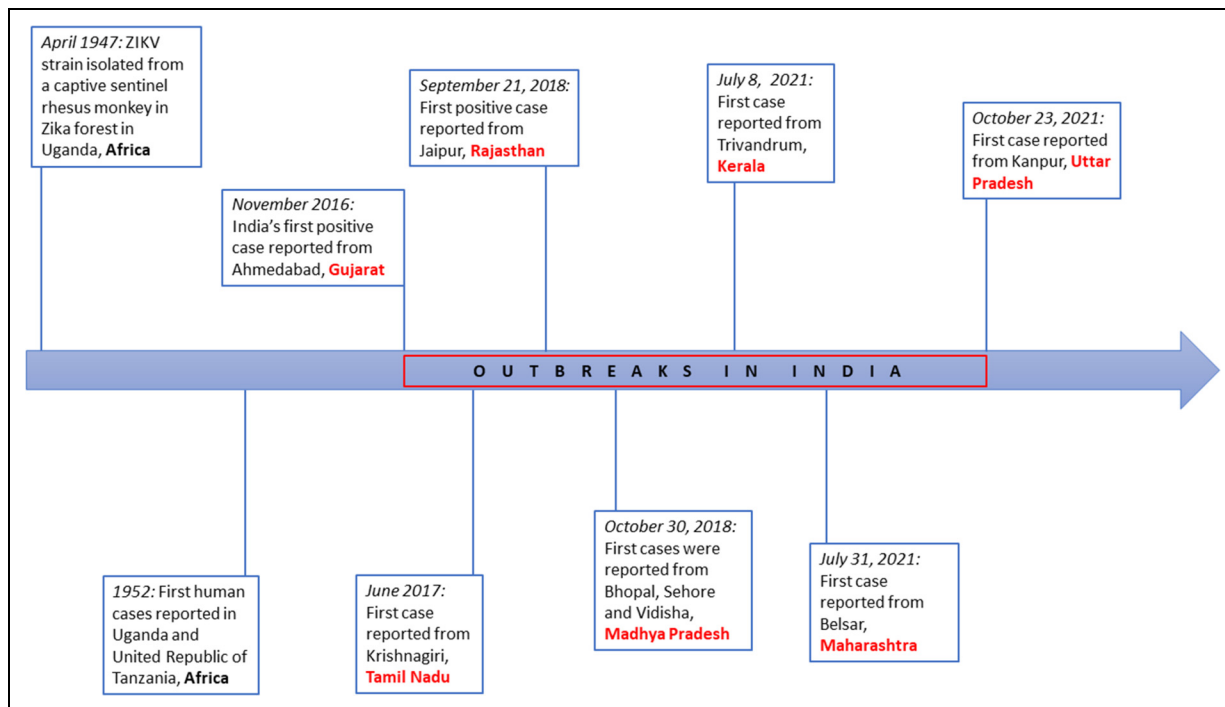 April 1947: ZIKV
strain isolated from
a captive sentinel
rhesus monkey in
Zika forest in
Uganda, Africa
November 2016:
India’s first positive
case reported from
Ahmedabad, Gujarat
September 21, 2018:
First positive case
reported from
Jaipur, Rajasthan
July 8, 2021:
First case
reported from
Trivandrum,
Kerala
October 23, 2021:
First case reported
from Kanpur, Uttar
Pradesh
OUTBREAKS IN INDIA
1952: First human
cases reported in
Uganda and
United Republic of
Tanzania, Africa
June 2017:
First case
reported from
Krishnagiri,
Tamil Nadu
October 30, 2018:
First cases were
reported from
Bhopal, Sehore
and Vidisha,
Madhya Pradesh
July 31, 2021:
First case
reported from
Belsar,
Maharashtra